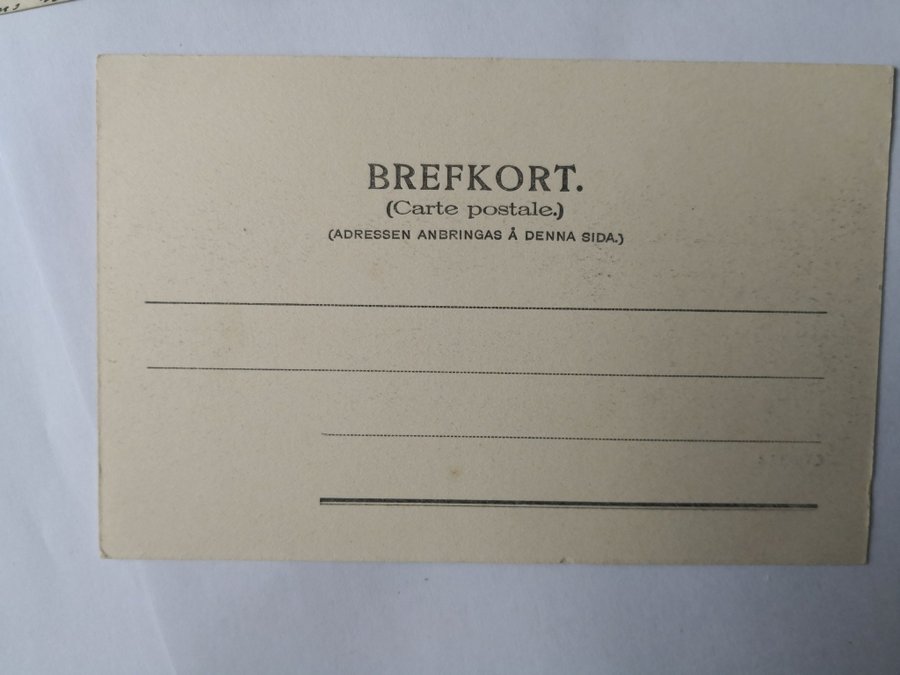 BREFKORT.
(Carte postale.)
(ADRESSEN ANBRINGAS Å DENNA SIDA.)